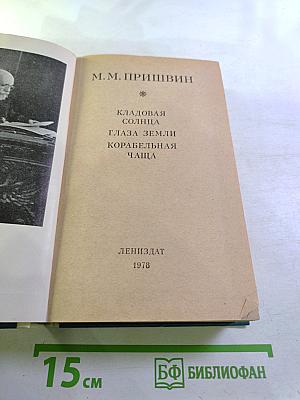 М. М. ПРИШВИН
КЛАДОВАЯ
СОЛНЦА
ГЛАЗА ЗЕМЛИ
КОРАБЕЛЬНАЯ
ЧАЩА
ЛЕНИЗДАТ
1978
15 см
БФ БИБЛИОФАН